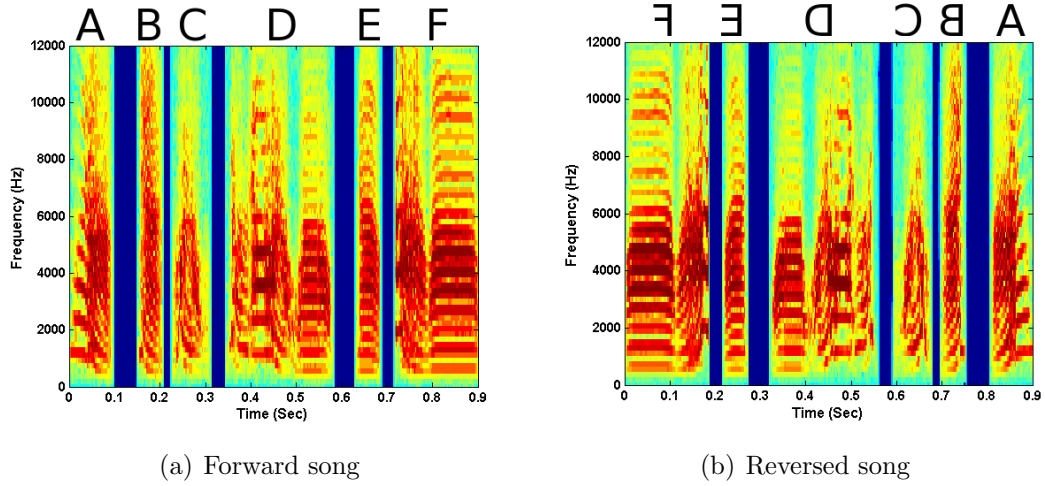 A B C D E F
12000
10000
8000
6000
4000
2000
0
Frequency (Hz)
0 0.1 0.2 0.3 0.4 0.5 0.6 0.7 0.8 0.9
Time (Sec)
(a) Forward song
F E D C B A
12000
10000
8000
6000
4000
2000
0
Frequency (Hz)
0 0.1 0.2 0.3 0.4 0.5 0.6 0.7 0.8 0.9
Time (Sec)
(b) Reversed song